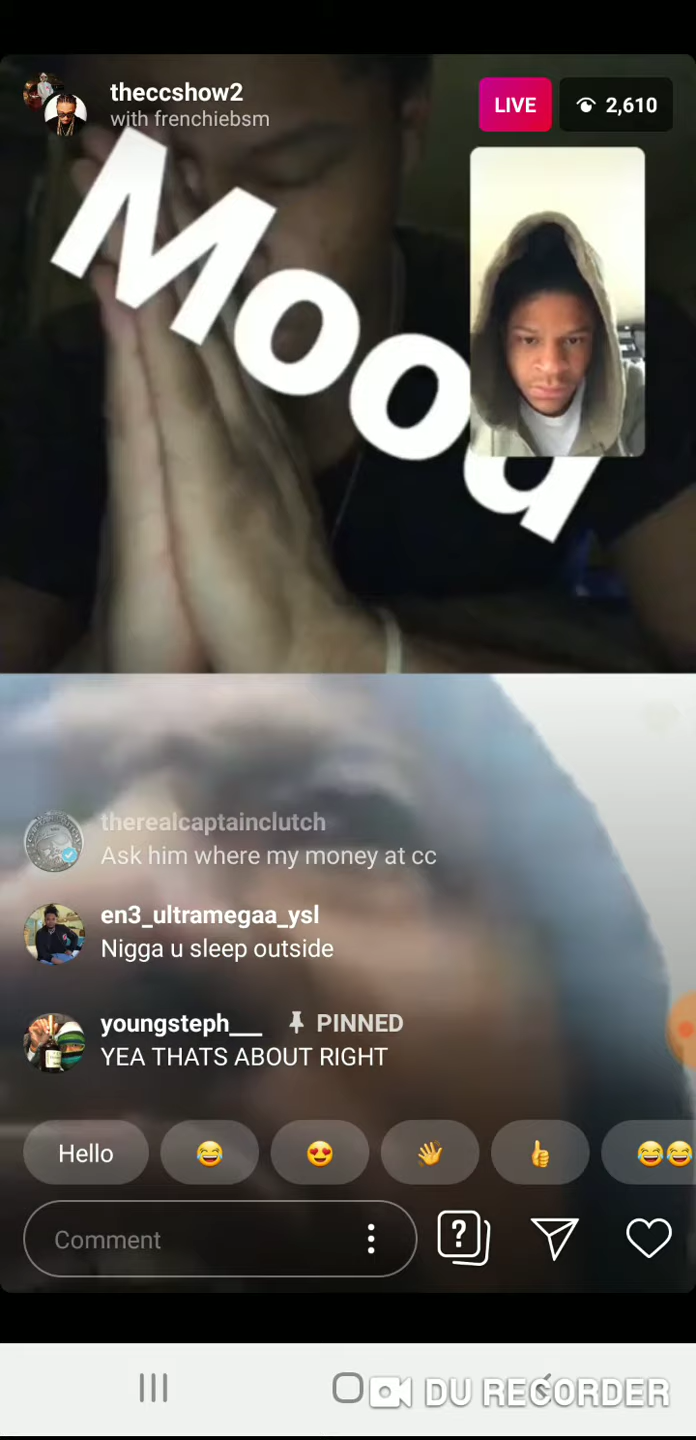 theccshow2
with frenchiebsm
LIVE
2,610
Mood
therealcaptainclutch
Ask him where my money at cc
en3_ultramegaa_ysl
Nigga u sleep outside
youngsteph___ PINNED
YEA THATS ABOUT RIGHT
Hello
Comment
?
DU RECORDER